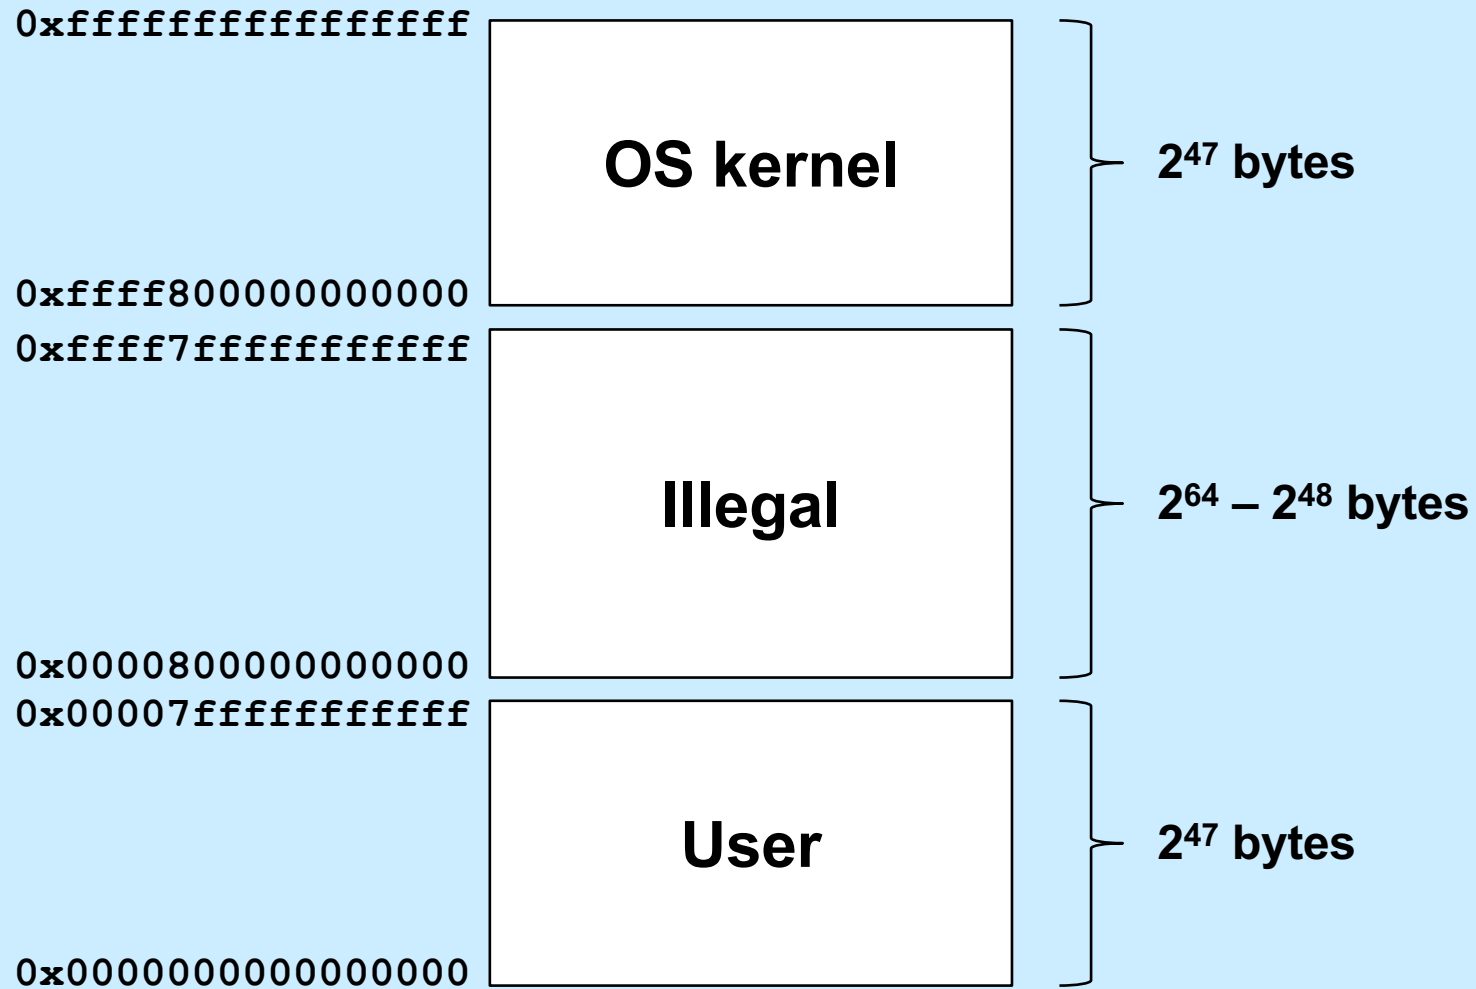 0xffffffffffffffff
OS kernel
2⁴⁷ bytes
0xffff800000000000
0xffff7fffffffffff
Illegal
2⁶⁴ – 2⁴⁸ bytes
0x0000800000000000
0x00007fffffffffff
User
2⁴⁷ bytes
0x0000000000000000